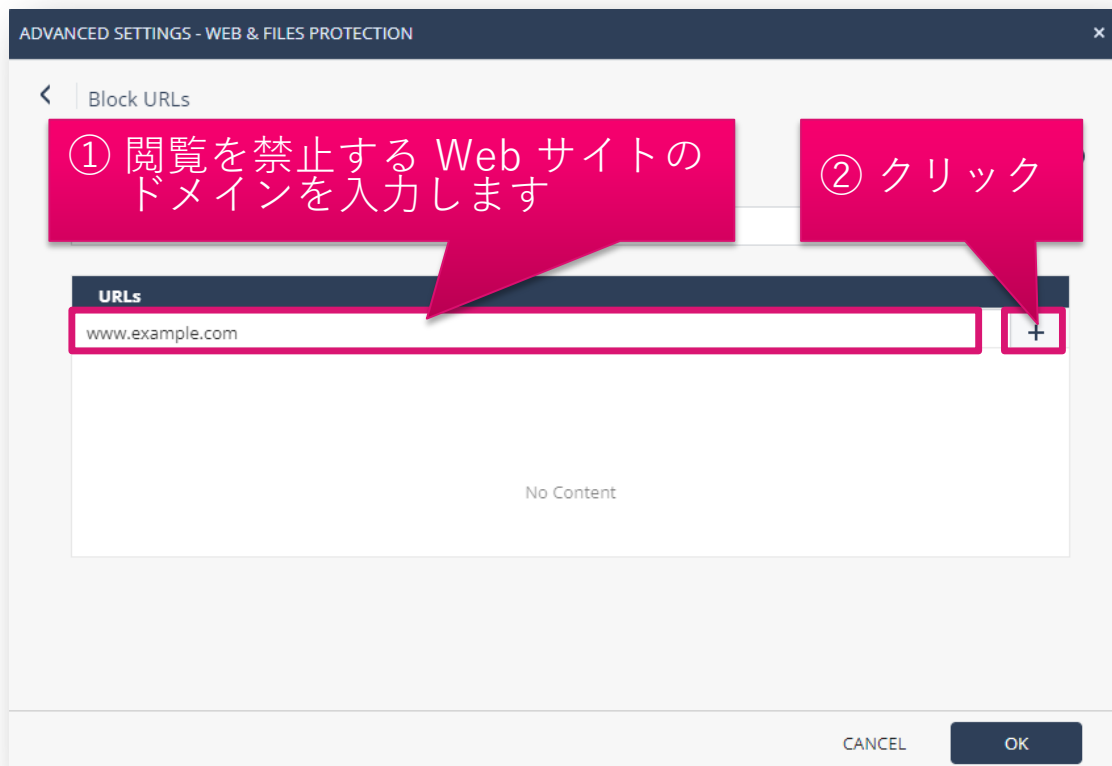 ADVANCED SETTINGS - WEB & FILES PROTECTION
Block URLs
① 閲覧を禁止する Web サイトの
ドメインを入力します
② クリック
URLs
www.example.com
No Content
CANCEL
OK